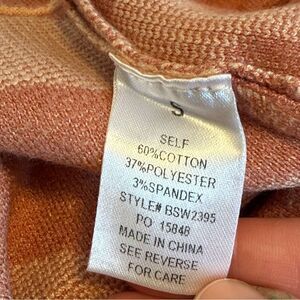 S
SELF
60%COTTON
37%POLYESTER
3%SPANDEX
STYLE# BSW2395
PO 15848
MADE IN CHINA
SEE REVERSE
FOR CARE